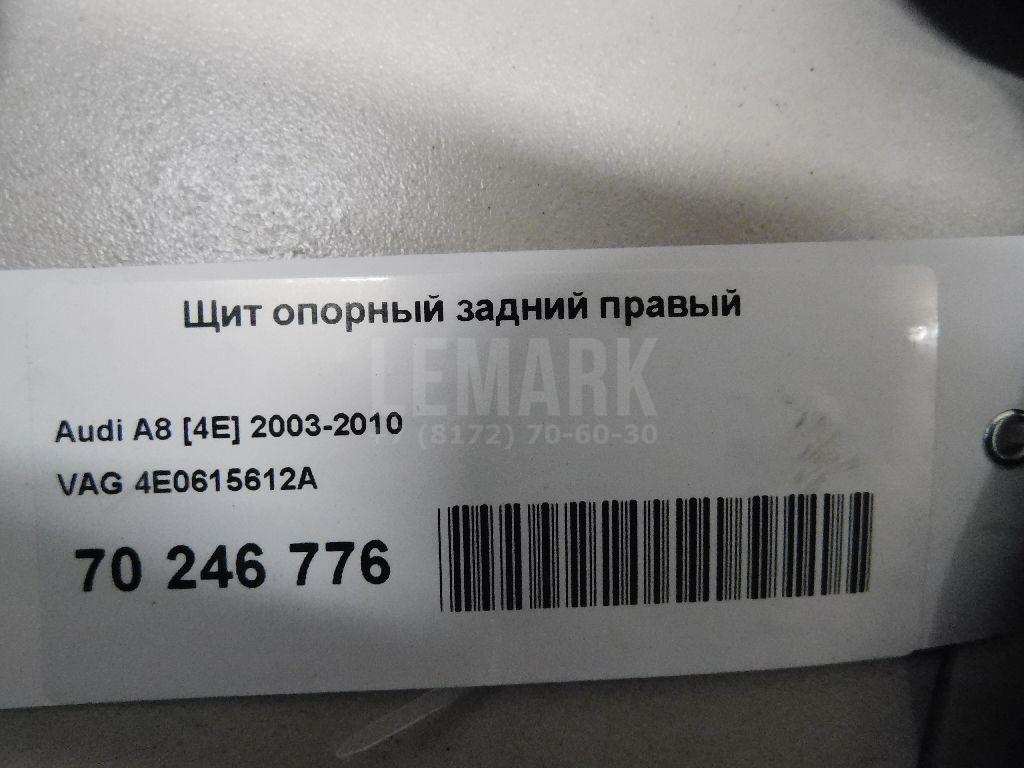 Щит опорный задний правый
LEMARK
+7 (8172) 70-60-30
Audi A8 [4E] 2003-2010
VAG 4E0615612A
70 246 776